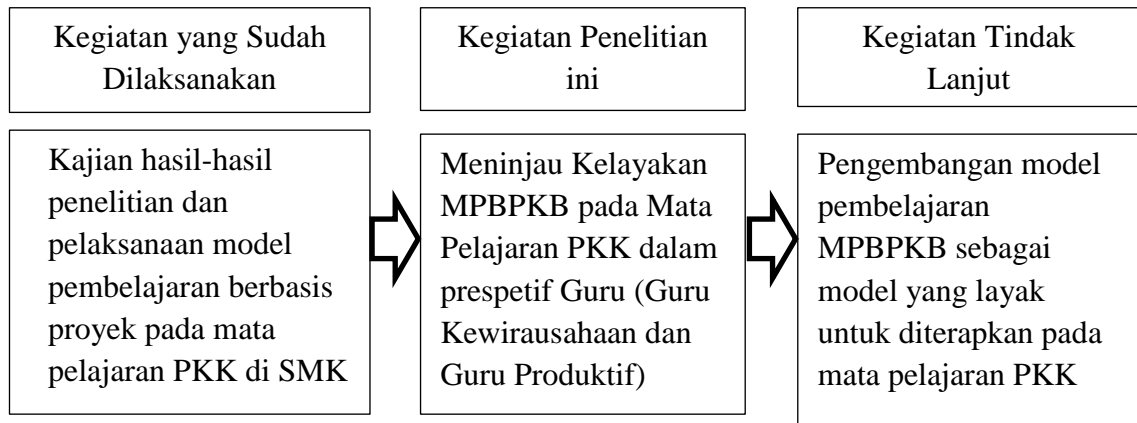 Kegiatan yang Sudah
Dilaksanakan
Kegiatan Penelitian
ini
Kegiatan Tindak
Lanjut
Kajian hasil-hasil
penelitian dan
pelaksanaan model
pembelajaran berbasis
proyek pada mata
pelajaran PKK di SMK
Meninjau Kelayakan
MPBPKB pada Mata
Pelajaran PKK dalam
prespetif Guru (Guru
Kewirausahaan dan
Guru Produktif)
Pengembangan model
pembelajaran
MPBPKB sebagai
model yang layak
untuk diterapkan pada
mata pelajaran PKK